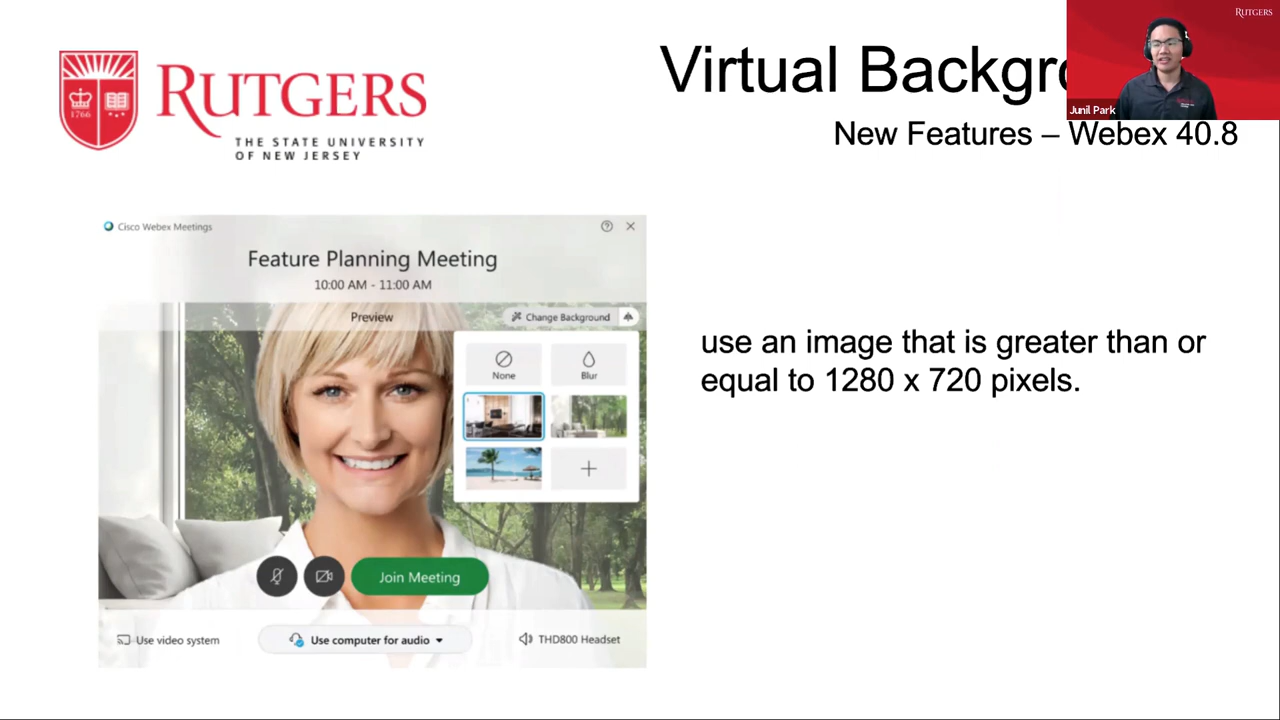 RUTGERS
THE STATE UNIVERSITY
OF NEW JERSEY
1766
Virtual Backgro
New Features – Webex 40.8
RUTGERS
Junil Park
Cisco Webex Meetings
Feature Planning Meeting
10:00 AM - 11:00 AM
Preview
Change Background
None
Blur
Join Meeting
Use video system
Use computer for audio
THD800 Headset
use an image that is greater than or
equal to 1280 x 720 pixels.